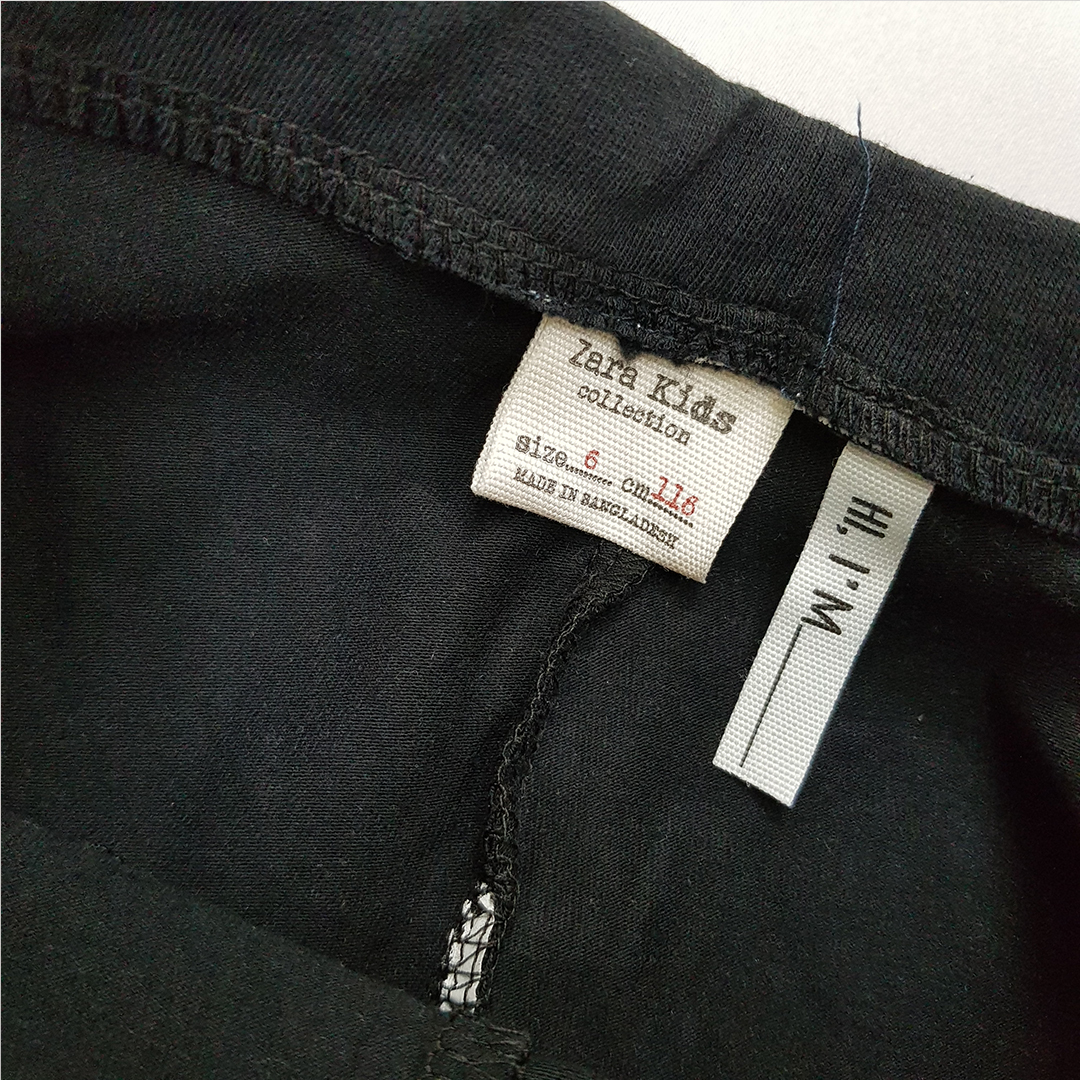 Zara Kids
collection
size 6 cm 116
MADE IN BANGLADESH
HI, I'M